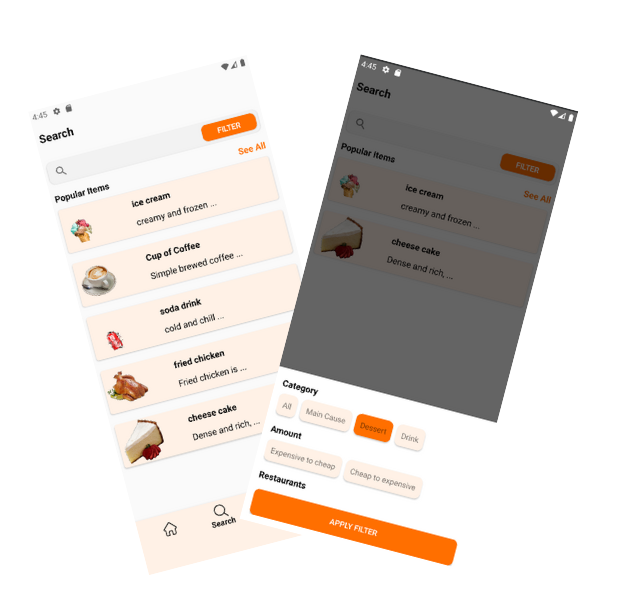 4:45
Search
FILTER
See All
Popular Items
ice cream
creamy and frozen ...
Cup of Coffee
Simple brewed coffee ...
soda drink
cold and chill ...
fried chicken
Fried chicken is ...
cheese cake
Dense and rich, ...
Search
4:45
Search
FILTER
Popular Items
See All
ice cream
creamy and frozen ...
cheese cake
Dense and rich, ...
Category
All Main Cause Dessert Drink
Amount
Expensive to cheap Cheap to expensive
Restaurants
APPLY FILTER